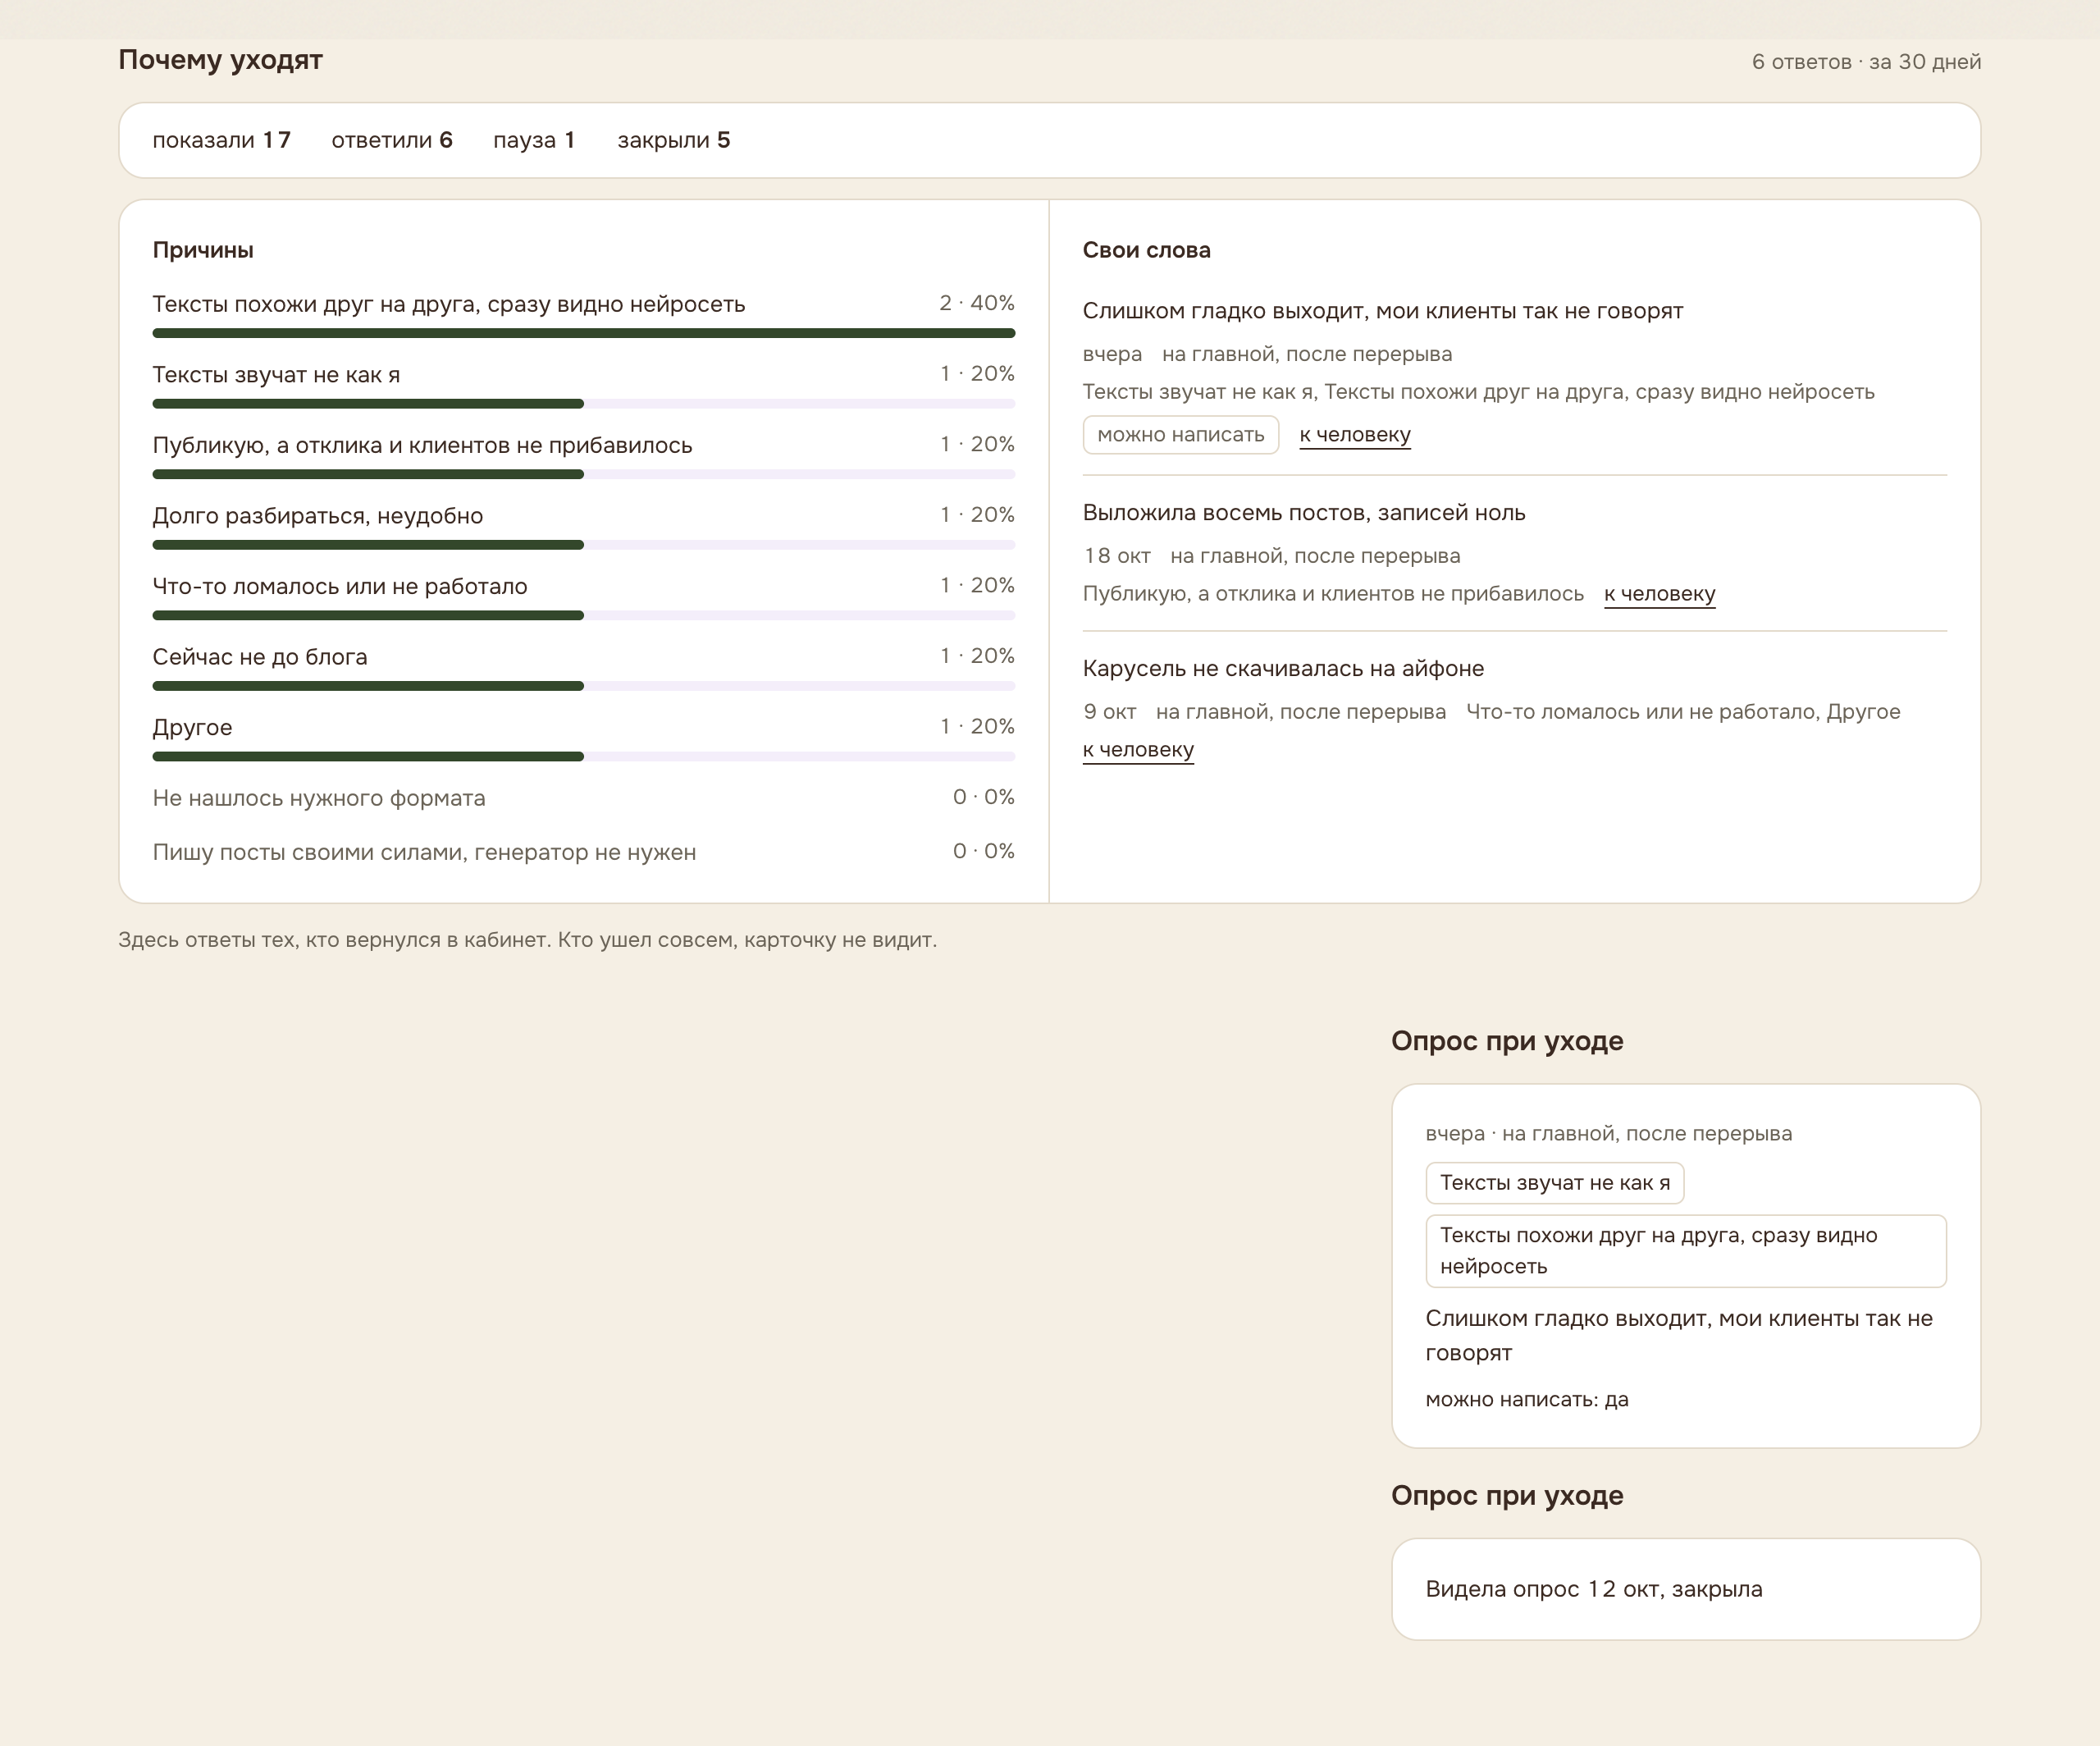 Почему уходят
6 ответов · за 30 дней
показали 17 ответили 6 пауза 1 закрыли 5
Причины
Тексты похожи друг на друга, сразу видно нейросеть 2 · 40%
Тексты звучат не как я 1 · 20%
Публикую, а отклика и клиентов не прибавилось 1 · 20%
Долго разбираться, неудобно 1 · 20%
Что-то ломалось или не работало 1 · 20%
Сейчас не до блога 1 · 20%
Другое 1 · 20%
Не нашлось нужного формата 0 · 0%
Пишу посты своими силами, генератор не нужен 0 · 0%
Свои слова
Слишком гладко выходит, мои клиенты так не говорят
вчера на главной, после перерыва
Тексты звучат не как я, Тексты похожи друг на друга, сразу видно нейросеть
можно написать к человеку
Выложила восемь постов, записей ноль
18 окт на главной, после перерыва
Публикую, а отклика и клиентов не прибавилось к человеку
Карусель не скачивалась на айфоне
9 окт на главной, после перерыва Что-то ломалось или не работало, Другое
к человеку
Здесь ответы тех, кто вернулся в кабинет. Кто ушел совсем, карточку не видит.
Опрос при уходе
вчера · на главной, после перерыва
Тексты звучат не как я
Тексты похожи друг на друга, сразу видно
нейросеть
Слишком гладко выходит, мои клиенты так не
говорят
можно написать: да
Опрос при уходе
Видела опрос 12 окт, закрыла